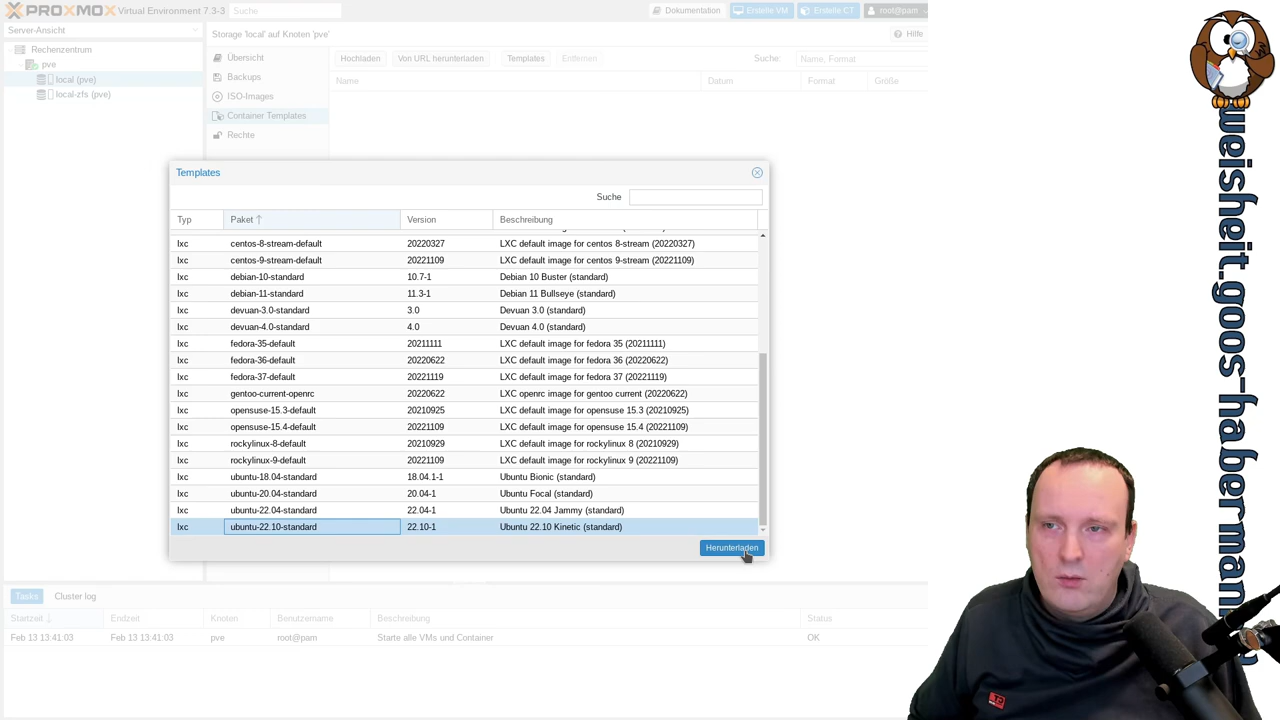 PROXMOX Virtual Environment 7.3-3 Suche Dokumentation Erstelle VM Erstelle CT root@pam
Server-Ansicht
Storage 'local' auf Knoten 'pve' Hilfe
Rechenzentrum
pve
local (pve)
local-zfs (pve)
Übersicht
Backups
ISO-Images
Container Templates
Rechte
Hochladen Von URL herunterladen Templates Entfernen Suche: Name, Format
Name Datum Format Größe
Templates
Suche
Typ Paket Version Beschreibung
lxc centos-8-stream-default 20220327 LXC default image for centos 8-stream (20220327)
lxc centos-9-stream-default 20221109 LXC default image for centos 9-stream (20221109)
lxc debian-10-standard 10.7-1 Debian 10 Buster (standard)
lxc debian-11-standard 11.3-1 Debian 11 Bullseye (standard)
lxc devuan-3.0-standard 3.0 Devuan 3.0 (standard)
lxc devuan-4.0-standard 4.0 Devuan 4.0 (standard)
lxc fedora-35-default 20211111 LXC default image for fedora 35 (20211111)
lxc fedora-36-default 20220622 LXC default image for fedora 36 (20220622)
lxc fedora-37-default 20221119 LXC default image for fedora 37 (20221119)
lxc gentoo-current-openrc 20220622 LXC openrc image for gentoo current (20220622)
lxc opensuse-15.3-default 20210925 LXC default image for opensuse 15.3 (20210925)
lxc opensuse-15.4-default 20221109 LXC default image for opensuse 15.4 (20221109)
lxc rockylinux-8-default 20210929 LXC default image for rockylinux 8 (20210929)
lxc rockylinux-9-default 20221109 LXC default image for rockylinux 9 (20221109)
lxc ubuntu-18.04-standard 18.04.1-1 Ubuntu Bionic (standard)
lxc ubuntu-20.04-standard 20.04-1 Ubuntu Focal (standard)
lxc ubuntu-22.04-standard 22.04-1 Ubuntu 22.04 Jammy (standard)
lxc ubuntu-22.10-standard 22.10-1 Ubuntu 22.10 Kinetic (standard)
Herunterladen
Tasks Cluster log
Startzeit Endzeit Knoten Benutzername Beschreibung Status
Feb 13 13:41:03 Feb 13 13:41:03 pve root@pam Starte alle VMs und Container OK